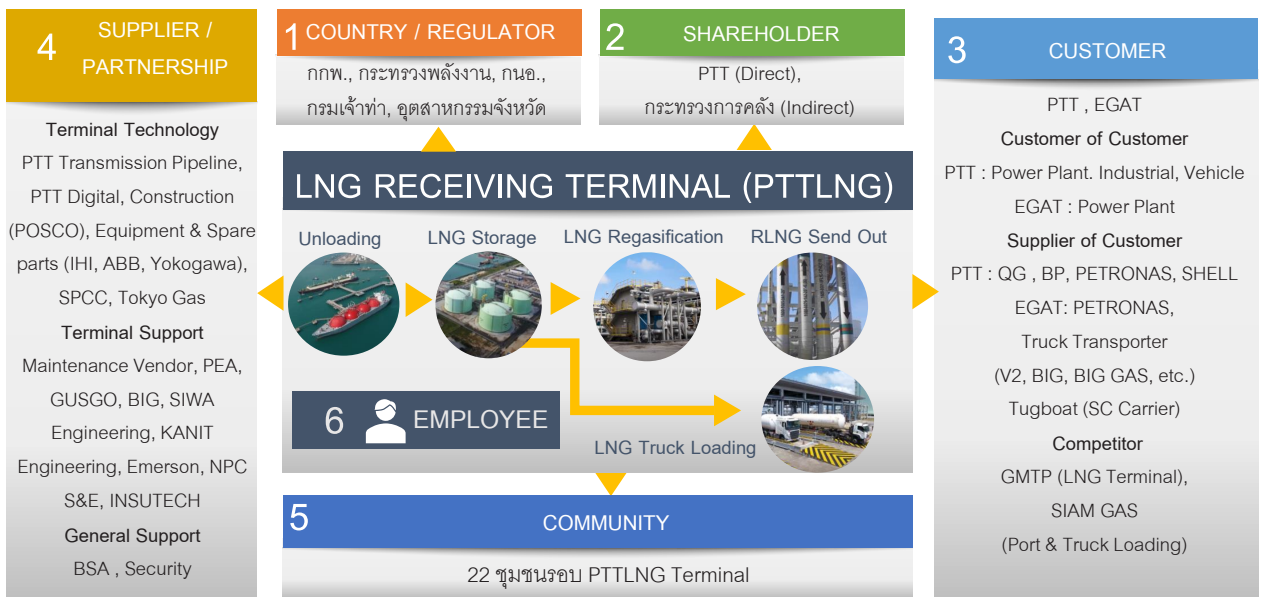 4
SUPPLIER /
PARTNERSHIP
Terminal Technology
PTT Transmission Pipeline,
PTT Digital, Construction
(POSCO), Equipment & Spare
parts (IHI, ABB, Yokogawa),
SPCC, Tokyo Gas
Terminal Support
Maintenance Vendor, PEA,
GUSGO, BIG, SIWA
Engineering, KANIT
Engineering, Emerson, NPC
S&E, INSUTECH
General Support
BSA , Security
1 COUNTRY / REGULATOR
กกพ., กระทรวงพลังงาน, กนอ.,
กรมเจ้าท่า, อุตสาหกรรมจังหวัด
2 SHAREHOLDER
PTT (Direct),
กระทรวงการคลัง (Indirect)
LNG RECEIVING TERMINAL (PTTLNG)
Unloading
LNG Storage
LNG Regasification
RLNG Send Out
6 EMPLOYEE
LNG Truck Loading
5 COMMUNITY
22 ชุมชนรอบ PTTLNG Terminal
3 CUSTOMER
PTT , EGAT
Customer of Customer
PTT : Power Plant. Industrial, Vehicle
EGAT : Power Plant
Supplier of Customer
PTT : QG , BP, PETRONAS, SHELL
EGAT: PETRONAS,
Truck Transporter
(V2, BIG, BIG GAS, etc.)
Tugboat (SC Carrier)
Competitor
GMTP (LNG Terminal),
SIAM GAS
(Port & Truck Loading)